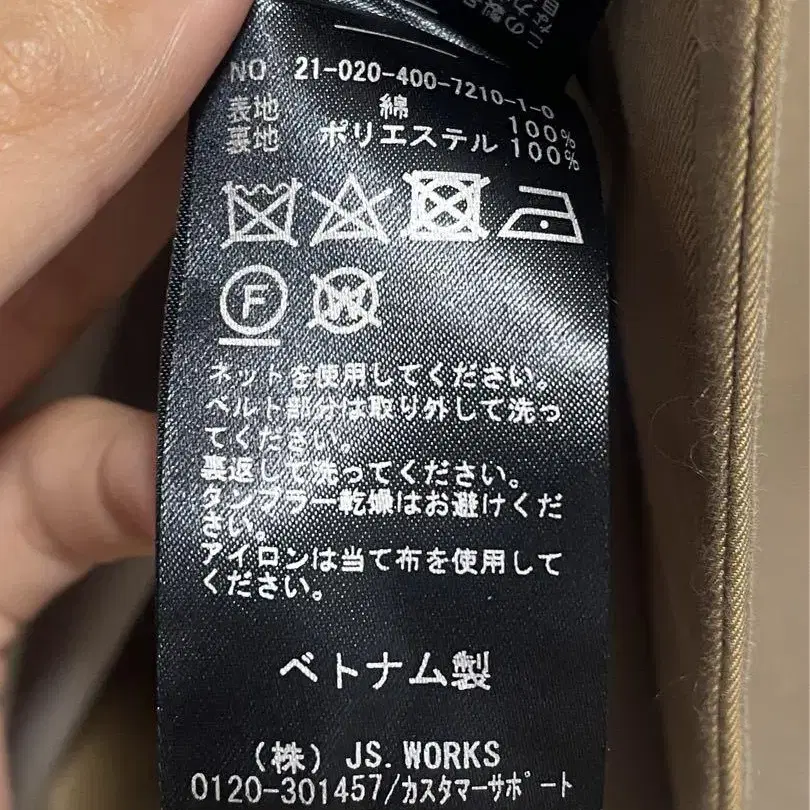 NO 21-020-400-7210-1-0
表地 綿 100%
裏地 ポリエステル 100%
F
W
ネットを使用してください。
ベルト部分は取り外して洗っ
てください。
裏返して洗ってください。
タンブラー乾燥はお避けくだ
さい。
アイロンは当て布を使用して
ください。
ベトナム製
(株) JS.WORKS
0120-301457/カスタマーサポート